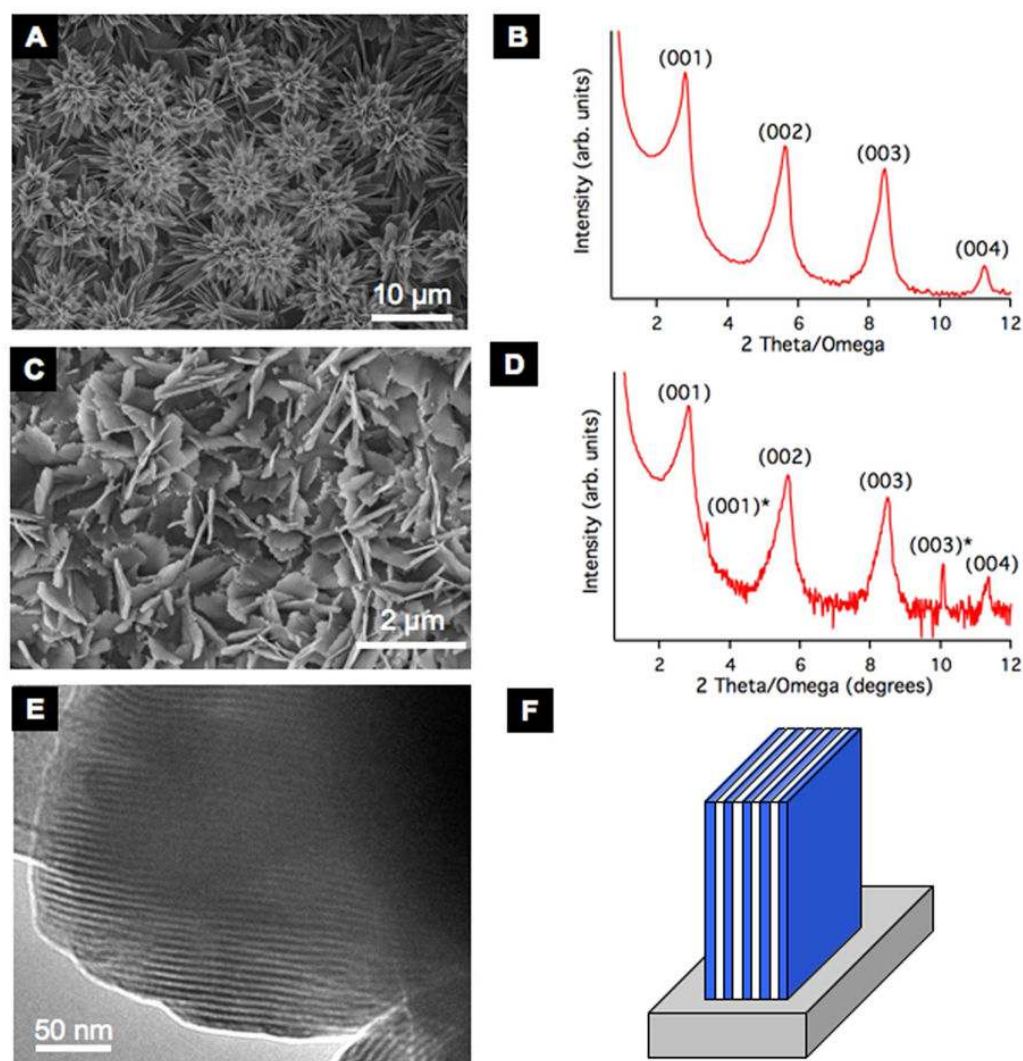 A
10 μm
B
Intensity (arb. units)
(001)
(002)
(003)
(004)
2 4 6 8 10 12
2 Theta/Omega
C
2 μm
D
Intensity (arb. units)
(001)
(001)*
(002)
(003)
(003)*
(004)
2 4 6 8 10 12
2 Theta/Omega (degrees)
E
50 nm
F